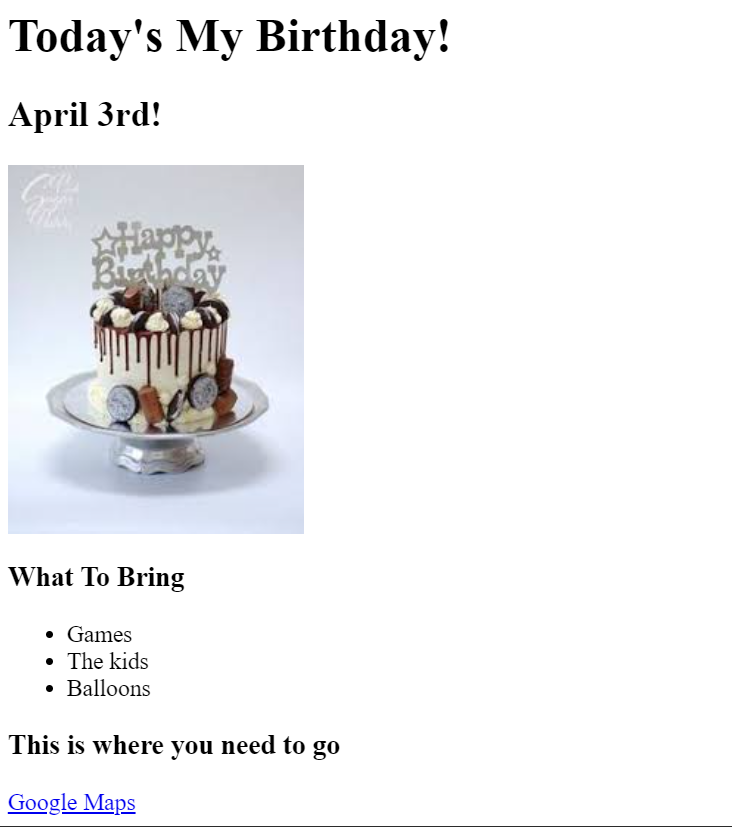 Today's My Birthday!
April 3rd!
Happy
Birthday
What To Bring
Games
The kids
Balloons
This is where you need to go
Google Maps